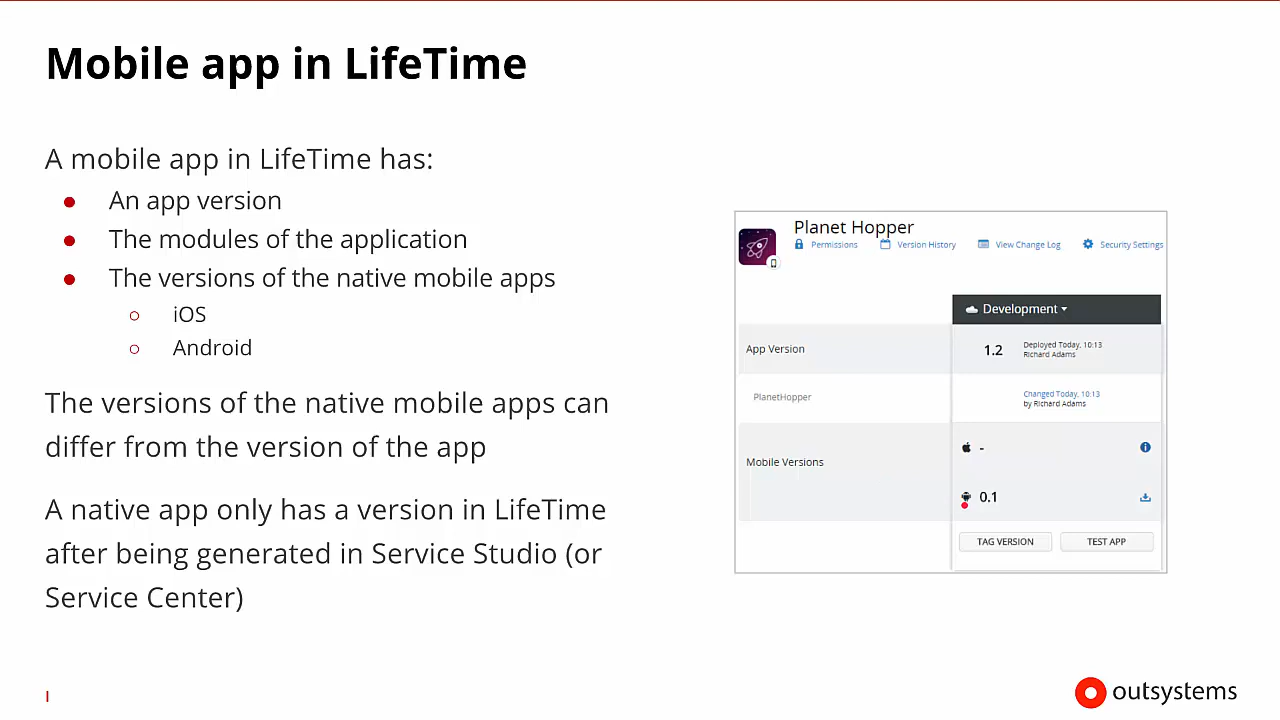 Mobile app in LifeTime
A mobile app in LifeTime has:
An app version
The modules of the application
The versions of the native mobile apps
iOS
Android
The versions of the native mobile apps can
differ from the version of the app
A native app only has a version in LifeTime
after being generated in Service Studio (or
Service Center)
Planet Hopper
Permissions Version History View Change Log Security Settings
Development
App Version 1.2 Deployed Today, 10:13
Richard Adams
PlanetHopper Changed Today, 10:13
by Richard Adams
-
Mobile Versions
0.1
TAG VERSION TEST APP
outsystems